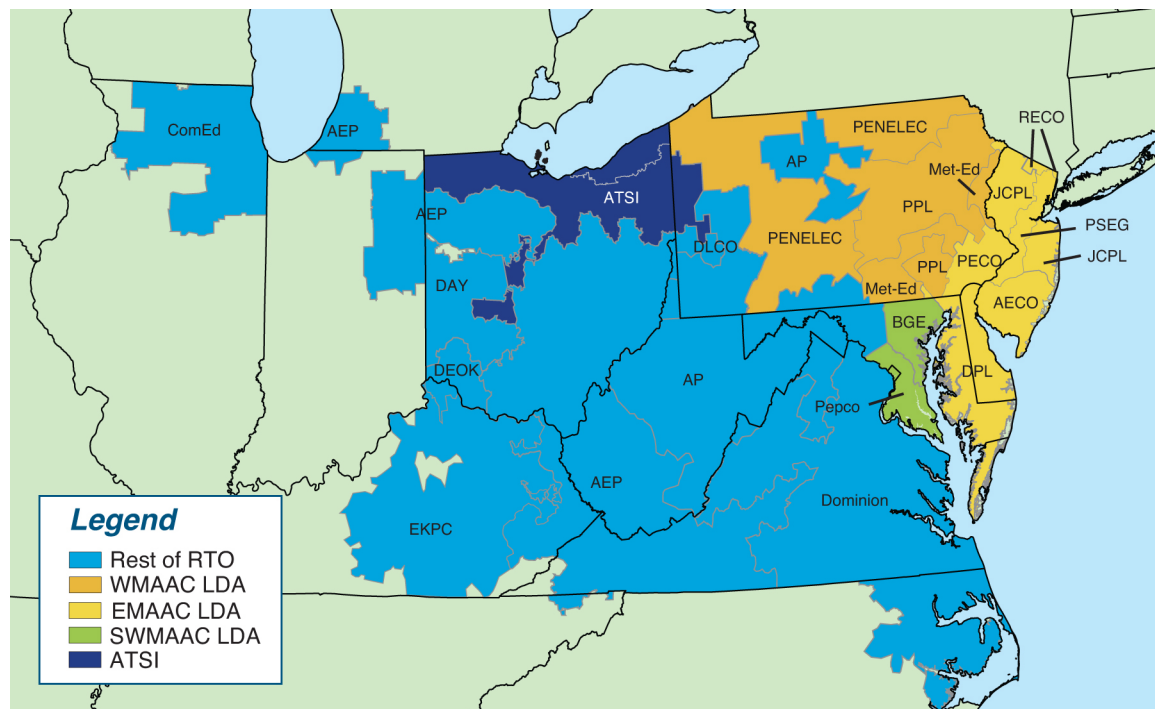 RECO
ComEd
AEP
PENELEC
AP
Met-Ed
JCPL
ATSI
PPL
AEP
PSEG
PENELEC
DLCO
JCPL
PECO
PPL
DAY
Met-Ed
AECO
BGE
DEOK
DPL
AP
Pepco
AEP
Dominion
EKPC
Legend
Rest of RTO
WMAAC LDA
EMAAC LDA
SWMAAC LDA
ATSI